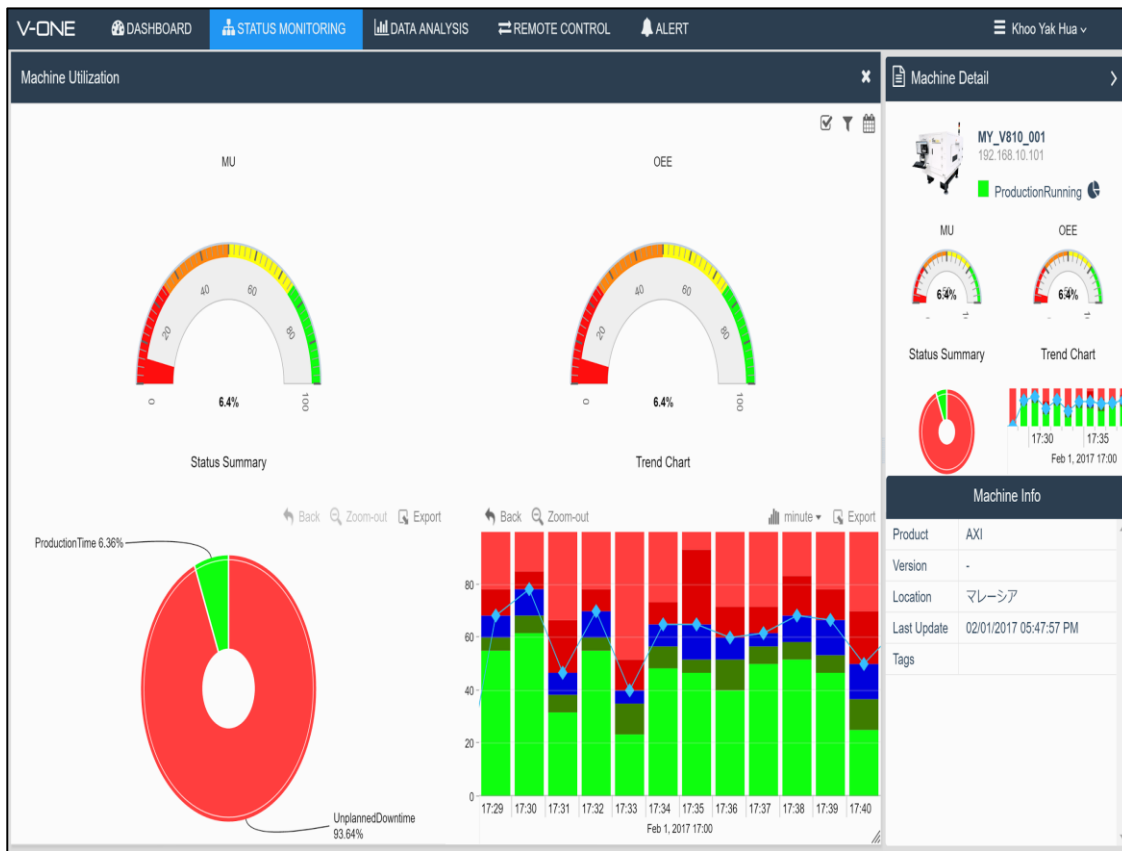 V-ONE DASHBOARD STATUS MONITORING DATA ANALYSIS REMOTE CONTROL ALERT Khoo Yak Hua
Machine Utilization
MU
OEE
0 20 40 60 80 100
6.4%
0 20 40 60 80 100
6.4%
Status Summary
Back Zoom-out Export
ProductionTime 6.36%
UnplannedDowntime
93.64%
Trend Chart
Back Zoom-out minute Export
80
60
40
20
0
17:29 17:30 17:31 17:32 17:33 17:34 17:35 17:36 17:37 17:38 17:39 17:40
Feb 1, 2017 17:00
Machine Detail
MY_V810_001
192.168.10.101
ProductionRunning
MU OEE
6.4% 6.4%
Status Summary Trend Chart
17:30 17:35
Feb 1, 2017 17:00
Machine Info
Product AXI
Version -
Location マレーシア
Last Update 02/01/2017 05:47:57 PM
Tags